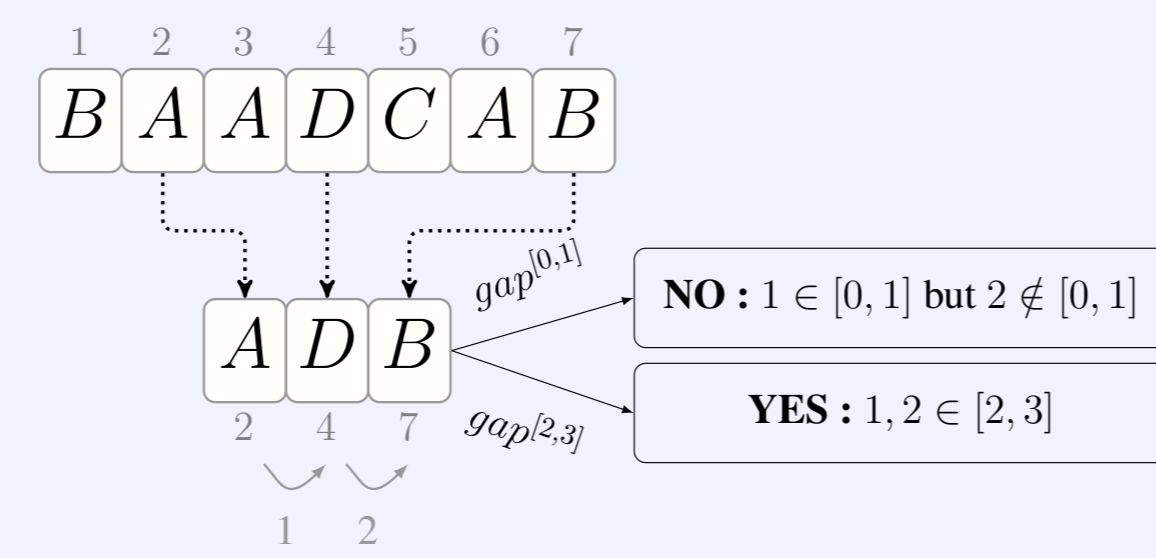 1 2 3 4 5 6 7
B A A D C A B
gap^{[0,1]}
NO : 1 ∈ [0, 1] but 2 ∉ [0, 1]
A D B
YES : 1, 2 ∈ [2, 3]
2 4 7
gap^{[2,3]}
1 2